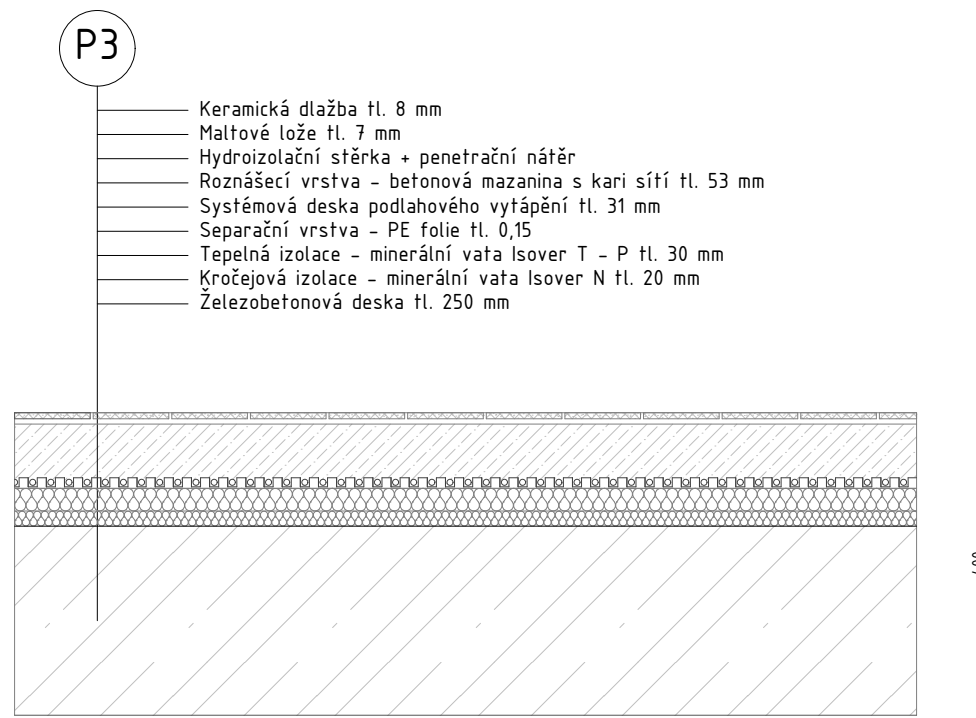 P3
Keramická dlažba tl. 8 mm
Maltové lože tl. 7 mm
Hydroizolační stěrka + penetrační nátěr
Roznášecí vrstva - betonová mazanina s kari sítí tl. 53 mm
Systémová deska podlahového vytápění tl. 31 mm
Separační vrstva - PE folie tl. 0,15
Tepelná izolace - minerální vata Isover T - P tl. 30 mm
Kročejová izolace - minerální vata Isover N tl. 20 mm
Železobetonová deska tl. 250 mm